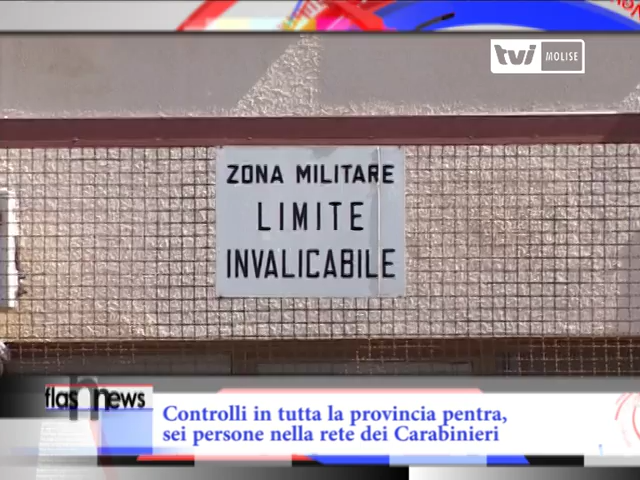 tvi MOLISE
ZONA MILITARE
LIMITE
INVALICABILE
flash news
Controlli in tutta la provincia pentra,
sei persone nella rete dei Carabinieri